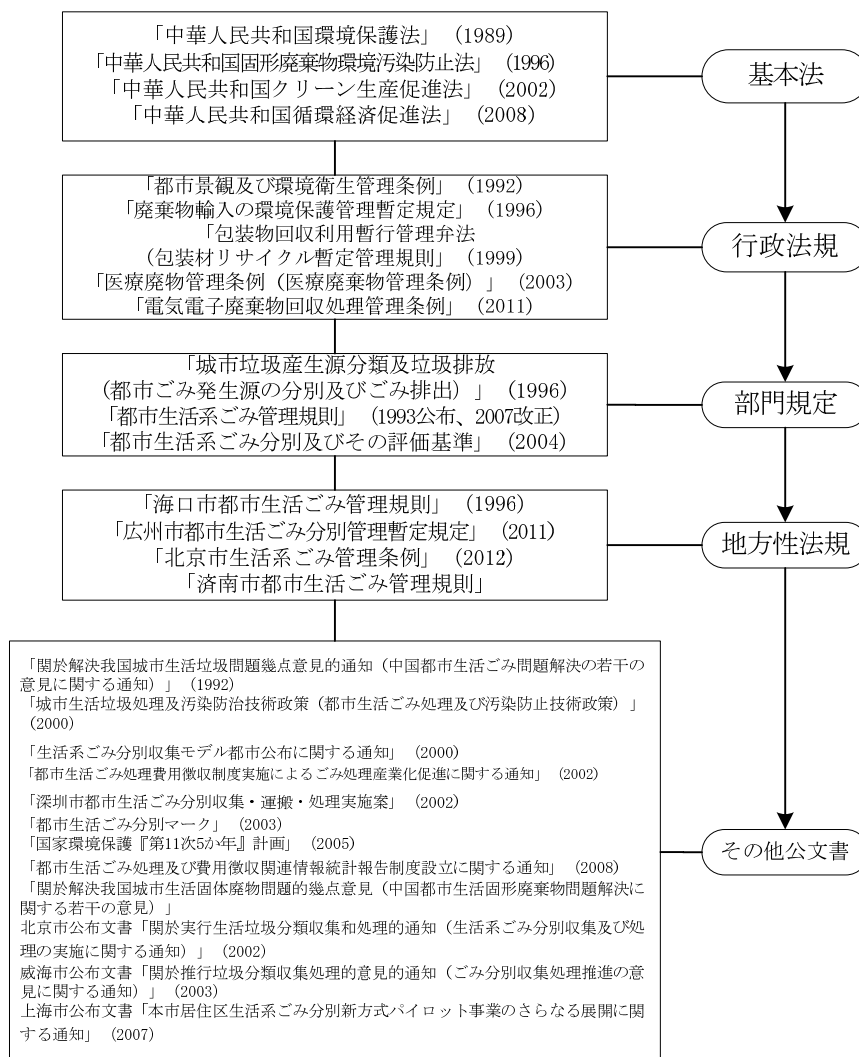 「中華人民共和国環境保護法」（1989）
「中華人民共和国固形廃棄物環境汚染防止法」（1996）
「中華人民共和国クリーン生産促進法」（2002）
「中華人民共和国循環経済促進法」（2008）
基本法
「都市景観及び環境衛生管理条例」（1992）
「廃棄物輸入の環境保護管理暫定規定」（1996）
「包装物回収利用暫行管理弁法
（包装材リサイクル暫定管理規則」（1999）
「医療廃物管理条例（医療廃棄物管理条例）」（2003）
「電気電子廃棄物回収処理管理条例」（2011）
行政法規
「城市垃圾産生源分類及垃圾排放
（都市ごみ発生源の分別及びごみ排出）」（1996）
「都市生活系ごみ管理規則」（1993公布、2007改正）
「都市生活系ごみ分別及びその評価基準」（2004）
部門規定
「海口市都市生活ごみ管理規則」（1996）
「広州市都市生活ごみ分別管理暫定規定」（2011）
「北京市生活系ごみ管理条例」（2012）
「済南市都市生活ごみ管理規則」
地方性法規
「関於解決我国城市生活垃圾問題幾点意見的通知（中国都市生活ごみ問題解決の若干の
意見に関する通知）」（1992）
「城市生活垃圾処理及汚染防治技術政策（都市生活ごみ処理及び汚染防止技術政策）」
（2000）
「生活系ごみ分別収集モデル都市公布に関する通知」（2000）
「都市生活ごみ処理費用徴収制度実施によるごみ処理産業化促進に関する通知」（2002）
「深圳市都市生活ごみ分別収集・運搬・処理実施案」（2002）
「都市生活ごみ分別マーク」（2003）
「国家環境保護『第11次5か年』計画」（2005）
「都市生活ごみ処理及び費用徴収関連情報統計報告制度設立に関する通知」（2008）
「関於解決我国城市生活固体廃物問題的幾点意見（中国都市生活固形廃棄物問題解決に
関する若干の意見）」
北京市公布文書「関於実行生活垃圾分類収集和処理的通知（生活系ごみ分別収集及び処
理の実施に関する通知）」（2002）
威海市公布文書「関於推行垃圾分類収集処理的意見的通知（ごみ分別収集処理推進の意
見に関する通知）」（2003）
上海市公布文書「本市居住区生活系ごみ分別新方式パイロット事業のさらなる展開に関
する通知」（2007）
その他公文書